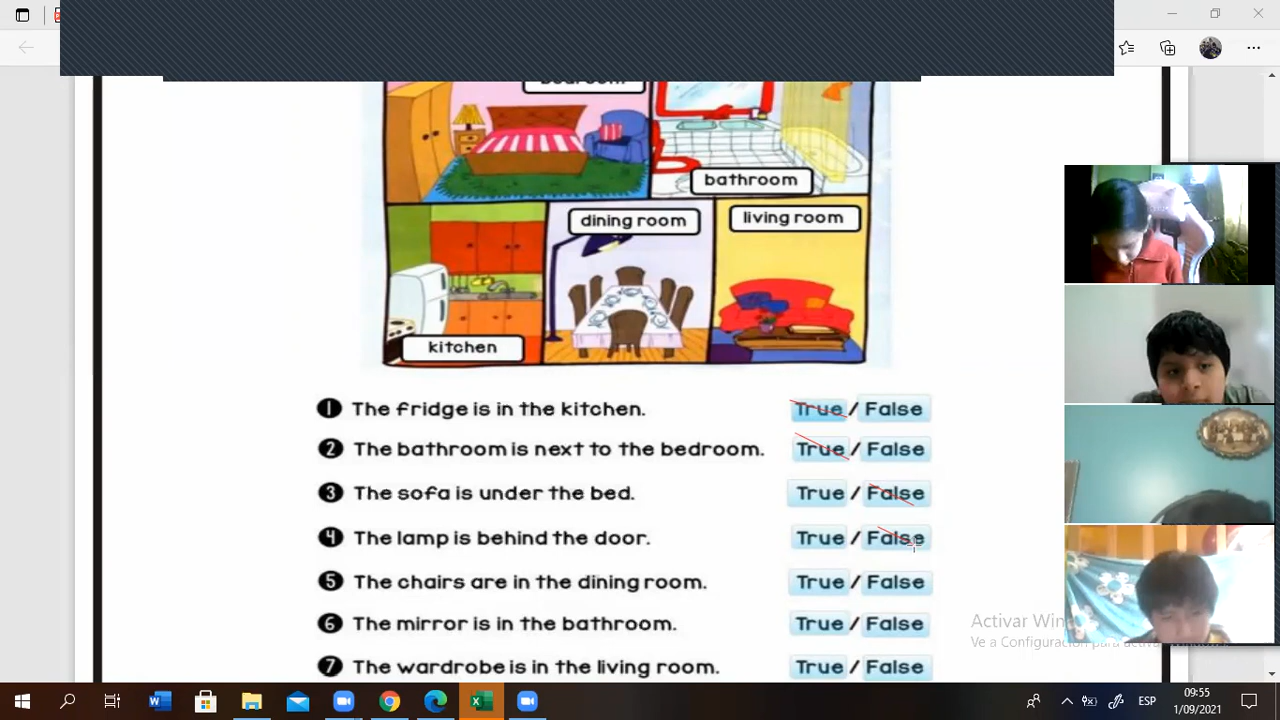 bedroom
bathroom
dining room
living room
kitchen
1 The fridge is in the kitchen. True / False
2 The bathroom is next to the bedroom. True / False
3 The sofa is under the bed. True / False
4 The lamp is behind the door. True / False
5 The chairs are in the dining room. True / False
6 The mirror is in the bathroom. True / False
7 The wardrobe is in the living room. True / False
Activar Win
Ve a Configuración para activar Windows.
ESP
09:55
1/09/2021